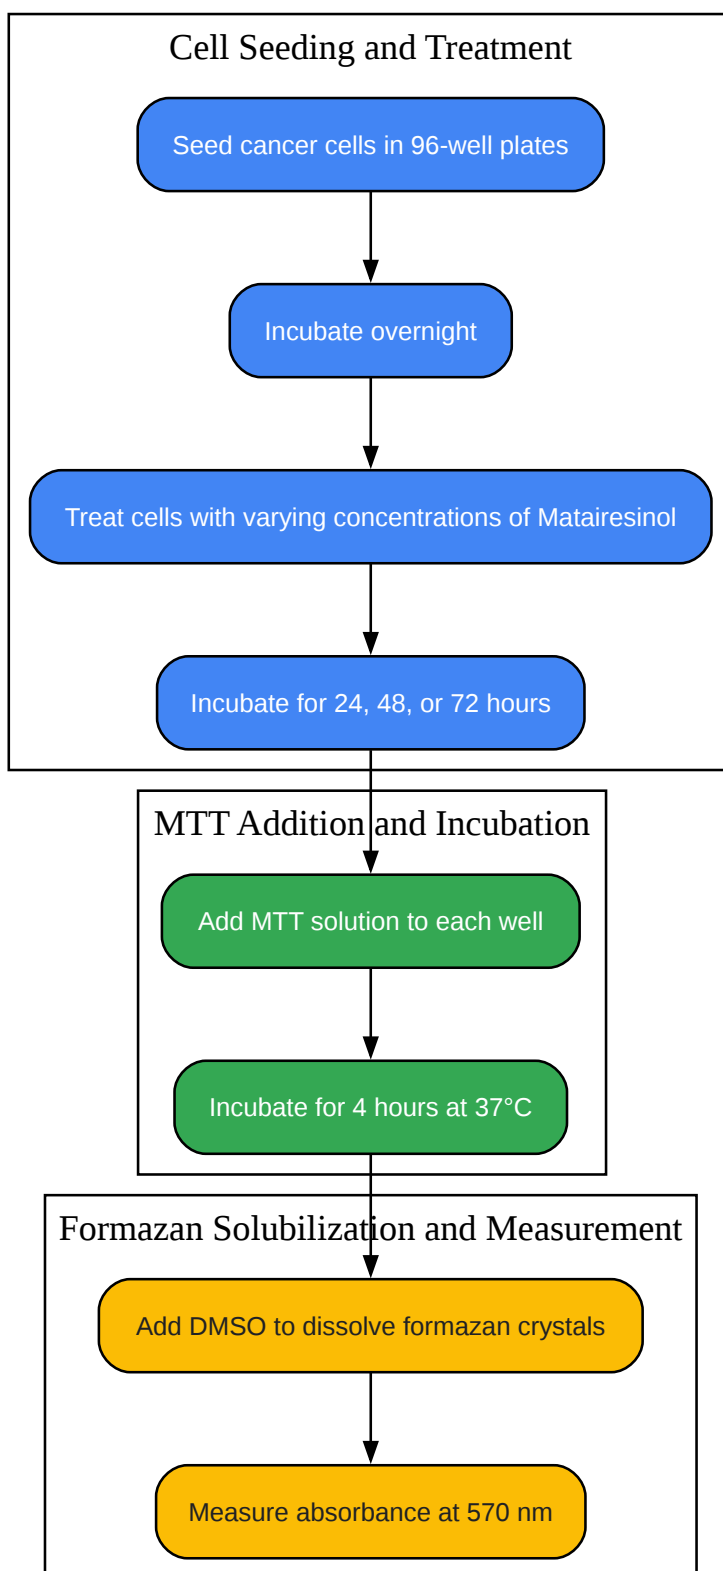 Cell Seeding and Treatment
Seed cancer cells in 96-well plates
Incubate overnight
Treat cells with varying concentrations of Matairesinol
Incubate for 24, 48, or 72 hours
MTT Addition and Incubation
Add MTT solution to each well
Incubate for 4 hours at 37°C
Formazan Solubilization and Measurement
Add DMSO to dissolve formazan crystals
Measure absorbance at 570 nm